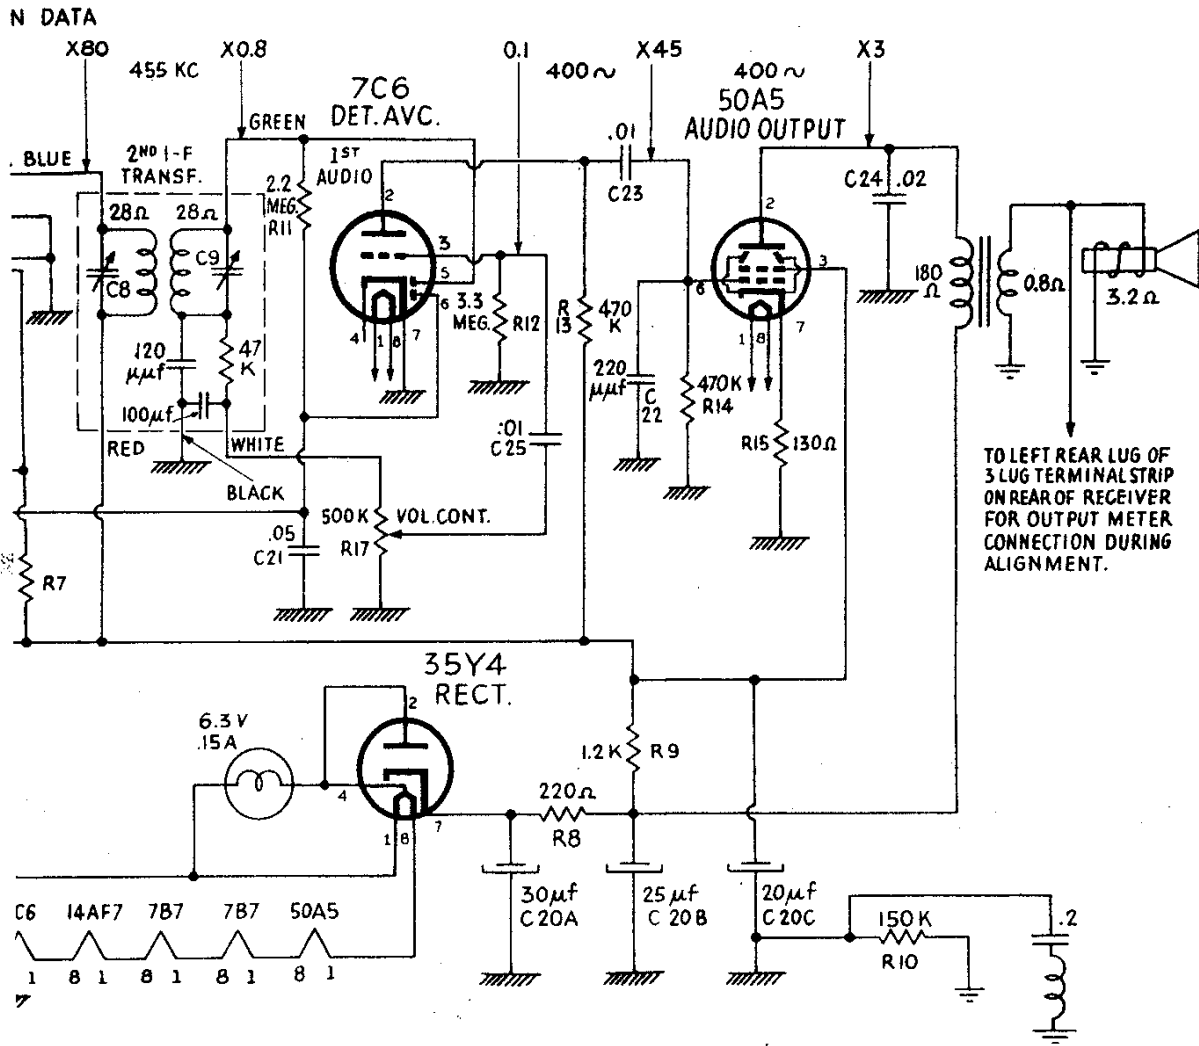 N DATA
X80
X0.8
0.1
X45
X3
455 KC
400~
400~
7C6
DET. AVC.
50A5
AUDIO OUTPUT
GREEN
.01
. BLUE
2ND I-F
TRANSF.
1ST
AUDIO
C23
C24 .02
2.2
MEG.
R11
2
2
28Ω
28Ω
3
5
6
C9
C8
6
3
180
Ω
0.8Ω
3.2Ω
3.3
MEG.
R12
R
13
470
K
4
1
8
7
1
8
7
120
µµf
47
K
220
µµf
C
22
470K
R14
100µf
RED
WHITE
.01
C25
R15
130Ω
BLACK
TO LEFT REAR LUG OF
3 LUG TERMINAL STRIP
ON REAR OF RECEIVER
FOR OUTPUT METER
CONNECTION DURING
ALIGNMENT.
500K
VOL. CONT.
R17
.05
C21
R7
35Y4
RECT.
2
6.3 V
.15A
1.2K
R9
4
220Ω
R8
7
1
8
30µf
C 20A
25µf
C 20B
20µf
C 20C
C6
14AF7
7B7
7B7
50A5
150K
R10
.2
1
8
1
8
1
8
1
8
1